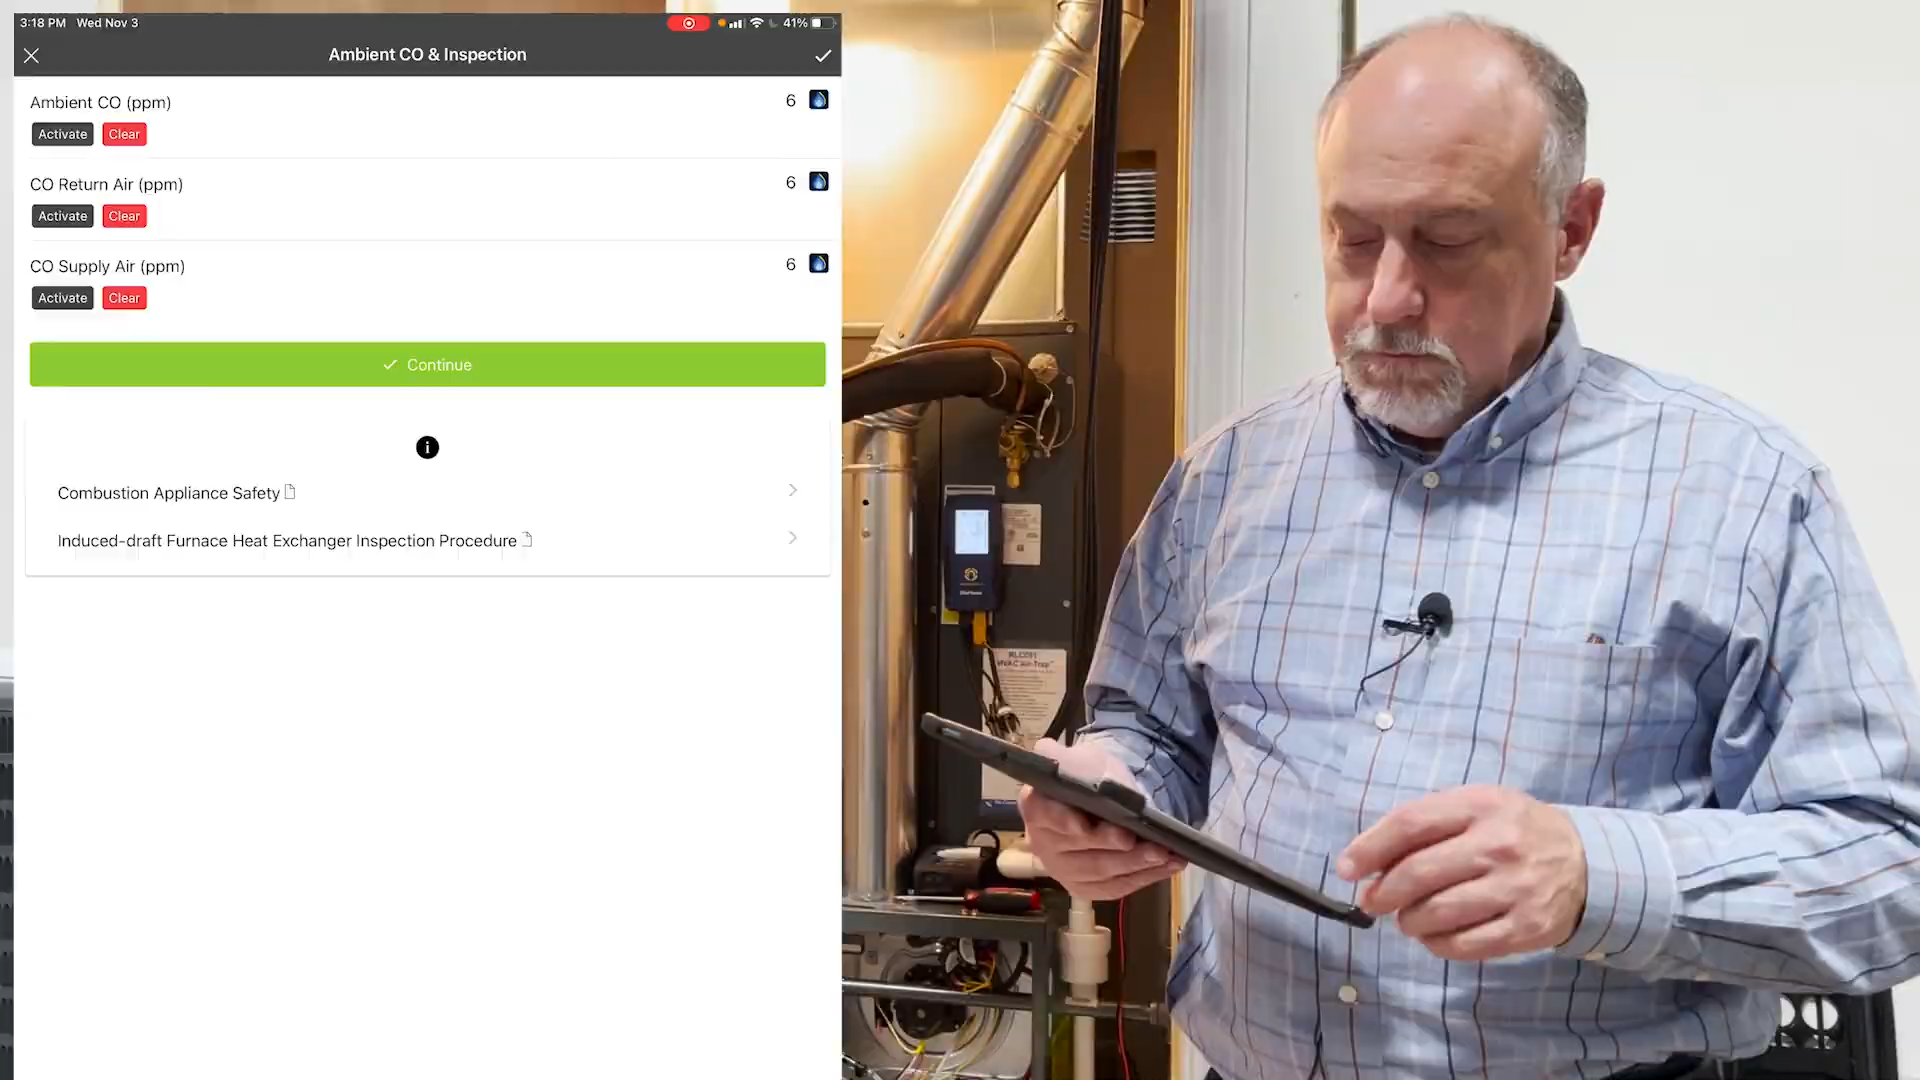 3:18 PM Wed Nov 3
41%
Ambient CO & Inspection
Ambient CO (ppm)
6
Activate Clear
CO Return Air (ppm)
6
Activate Clear
CO Supply Air (ppm)
6
Activate Clear
Continue
Combustion Appliance Safety
Induced-draft Furnace Heat Exchanger Inspection Procedure